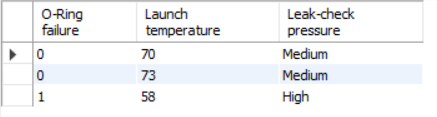 O-Ring failure Launch temperature Leak-check pressure
0 70 Medium
0 73 Medium
1 58 High